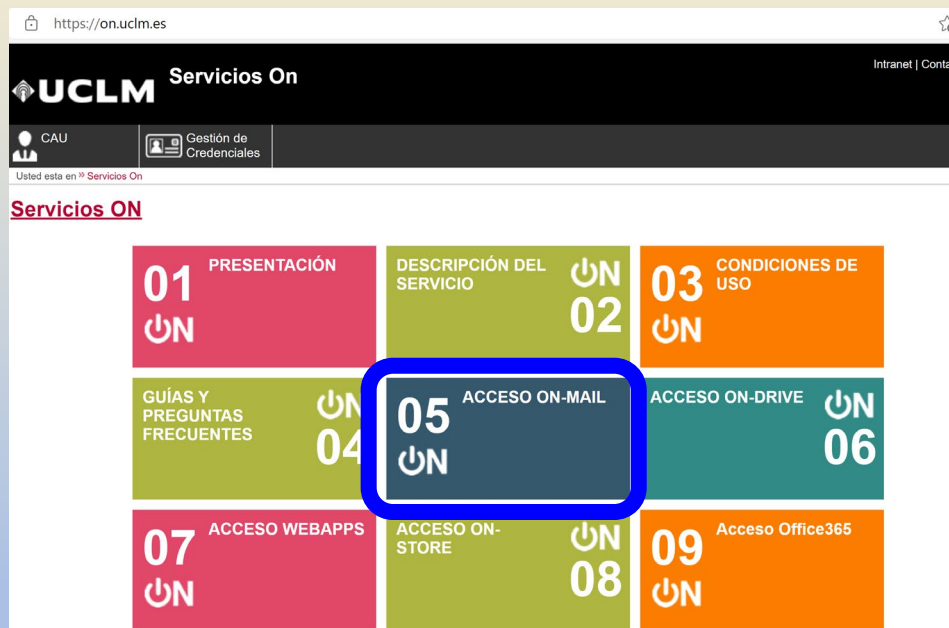 https://on.uclm.es
UCLM
Servicios On
Intranet | Conta
CAU
Gestión de
Credenciales
Usted esta en » Servicios On
Servicios ON
01
PRESENTACIÓN
ON
DESCRIPCIÓN DEL
SERVICIO
ON
02
03
CONDICIONES DE
USO
ON
GUÍAS Y
PREGUNTAS
FRECUENTES
ON
04
05
ACCESO ON-MAIL
ON
ACCESO ON-DRIVE
ON
06
07
ACCESO WEBAPPS
ON
ACCESO ON-
STORE
ON
08
09
Acceso Office365
ON